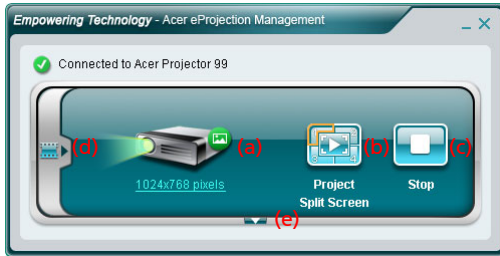 Empowering Technology - Acer eProjection Management
Connected to Acer Projector 99
(d)
(a)
(b)
(c)
1024x768 pixels
Project
Split Screen
Stop
(e)